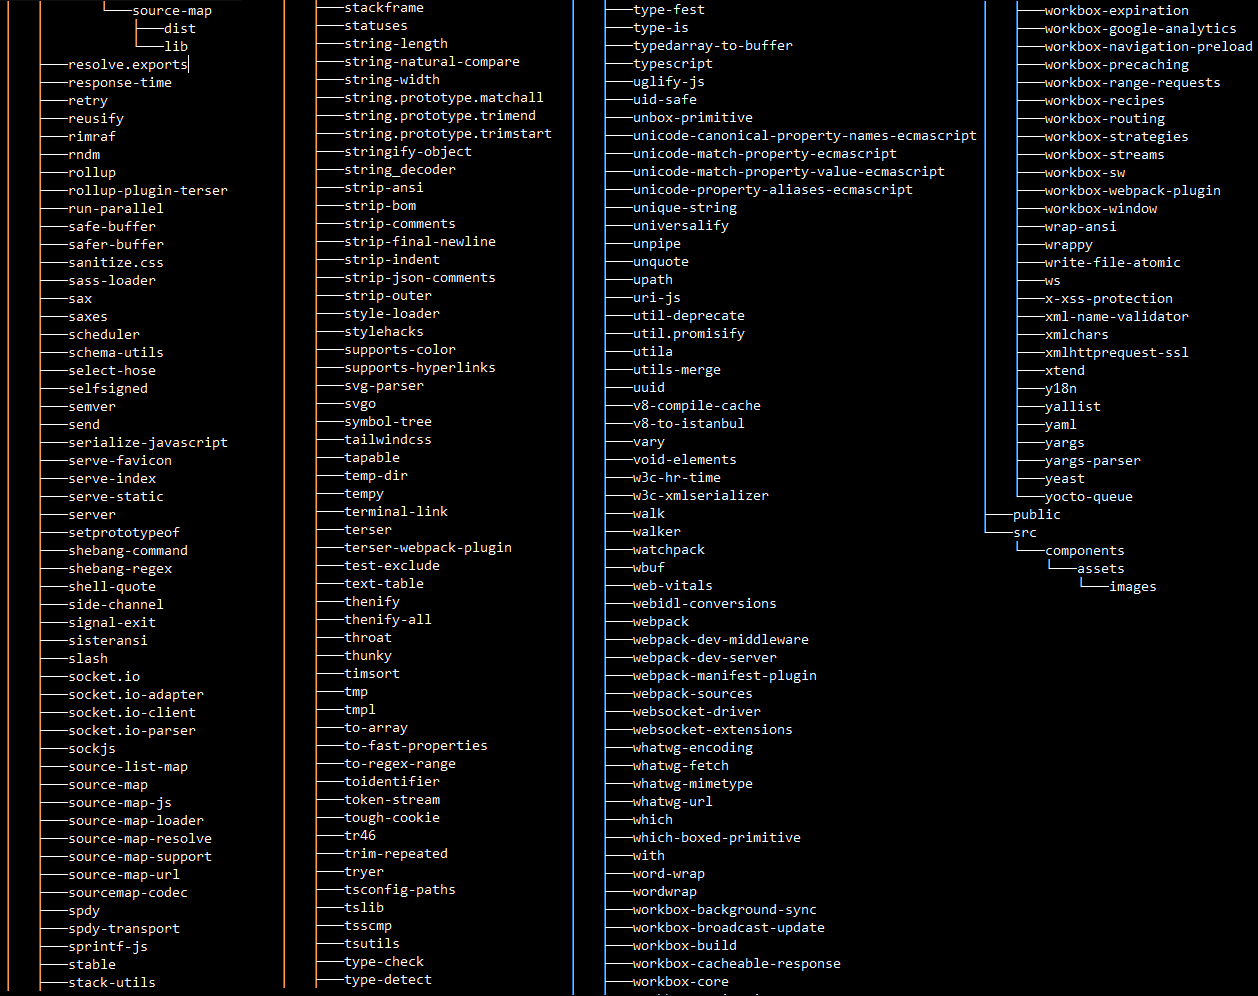 source-map
dist
lib
resolve.exports
response-time
retry
reusify
rimraf
rndm
rollup
rollup-plugin-terser
run-parallel
safe-buffer
safer-buffer
sanitize.css
sass-loader
sax
saxes
scheduler
schema-utils
select-hose
selfsigned
semver
send
serialize-javascript
serve-favicon
serve-index
serve-static
server
setprototypeof
shebang-command
shebang-regex
shell-quote
side-channel
signal-exit
sisteransi
slash
socket.io
socket.io-adapter
socket.io-client
socket.io-parser
sockjs
source-list-map
source-map
source-map-js
source-map-loader
source-map-resolve
source-map-support
source-map-url
sourcemap-codec
spdy
spdy-transport
sprintf-js
stable
stack-utils
stackframe
statuses
string-length
string-natural-compare
string-width
string.prototype.matchall
string.prototype.trimend
string.prototype.trimstart
stringify-object
string_decoder
strip-ansi
strip-bom
strip-comments
strip-final-newline
strip-indent
strip-json-comments
strip-outer
style-loader
stylehacks
supports-color
supports-hyperlinks
svg-parser
svgo
symbol-tree
tailwindcss
tapable
temp-dir
tempy
terminal-link
terser
terser-webpack-plugin
test-exclude
text-table
thenify
thenify-all
throat
thunky
timsort
tmp
tmpl
to-array
to-fast-properties
to-regex-range
toidentifier
token-stream
tough-cookie
tr46
trim-repeated
tryer
tsconfig-paths
tslib
tsscmp
tsutils
type-check
type-detect
type-fest
type-is
typedarray-to-buffer
typescript
uglify-js
uid-safe
unbox-primitive
unicode-canonical-property-names-ecmascript
unicode-match-property-ecmascript
unicode-match-property-value-ecmascript
unicode-property-aliases-ecmascript
unique-string
universalify
unpipe
unquote
upath
uri-js
util-deprecate
util.promisify
utila
utils-merge
uuid
v8-compile-cache
v8-to-istanbul
vary
void-elements
w3c-hr-time
w3c-xmlserializer
walk
walker
watchpack
wbuf
web-vitals
webidl-conversions
webpack
webpack-dev-middleware
webpack-dev-server
webpack-manifest-plugin
webpack-sources
websocket-driver
websocket-extensions
whatwg-encoding
whatwg-fetch
whatwg-mimetype
whatwg-url
which
which-boxed-primitive
with
word-wrap
wordwrap
workbox-background-sync
workbox-broadcast-update
workbox-build
workbox-cacheable-response
workbox-core
workbox-expiration
workbox-google-analytics
workbox-navigation-preload
workbox-precaching
workbox-range-requests
workbox-recipes
workbox-routing
workbox-strategies
workbox-streams
workbox-sw
workbox-webpack-plugin
workbox-window
wrap-ansi
wrappy
write-file-atomic
ws
x-xss-protection
xml-name-validator
xmlchars
xmlhttprequest-ssl
xtend
y18n
yallist
yaml
yargs
yargs-parser
yeast
yocto-queue
public
src
components
assets
images